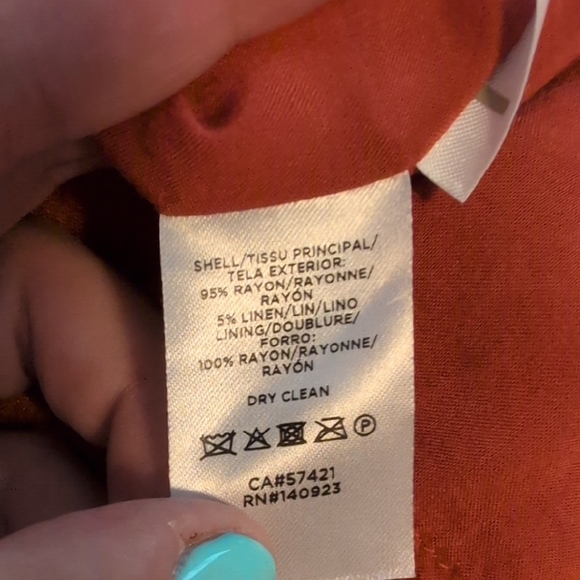 SHELL/TISSU PRINCIPAL/
TELA EXTERIOR:
95% RAYON/RAYONNE/
RAYÓN
5% LINEN/LIN/LINO
LINING/DOUBLURE/
FORRO:
100% RAYON/RAYONNE/
RAYÓN
DRY CLEAN
P
CA#57421
RN#140923